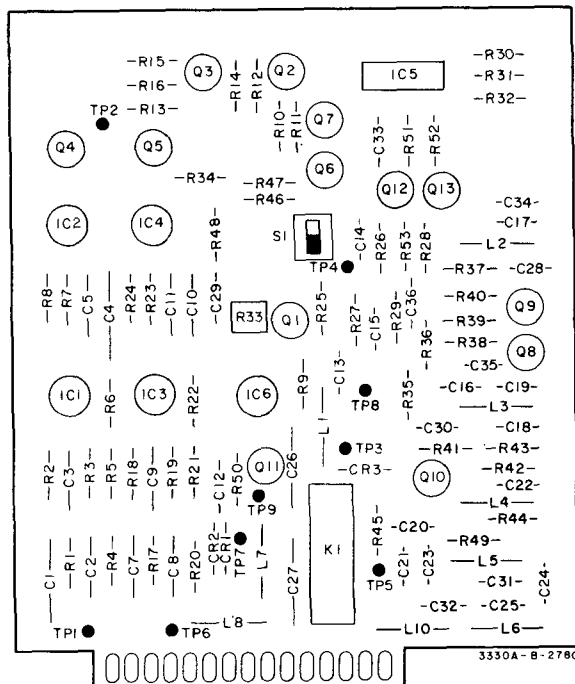 -R15-
-R16-
-R13-
TP2
Q3
-R14-
-R12-
Q2
IC5
-R30-
-R31-
-R32-
-R10-
-R11-
Q7
-C33-
-R51-
-R52-
Q4
Q5
-R34-
-R47-
-R46-
Q6
Q12
Q13
IC2
IC4
-R48-
S1
-C14-
-R26-
-R53-
-R28-
-C34-
-C17-
L2
TP4
-R37-
-C28-
-R8-
-R7-
-C5-
C4
-R24-
-R23-
-C11-
-C10-
-C29-
R33
Q1
-R25-
-R27-
-C15-
-R29-
-C36-
-R36-
-R40-
-R39-
Q9
-R38-
-C35-
Q8
IC1
-R6-
IC3
-R22-
IC6
-R9-
-C13-
TP8
-R35-
-C16-
-C19-
L3
L1
-C30-
-C18-
TP3
-R41-
-R43-
-R2-
-C3-
-R3-
-R5-
-R18-
-C9-
-R19-
-R21-
-C12-
-R50-
Q11
C26
-CR3-
Q10
-R42-
-C22-
L4
TP9
-R44-
C1
-R1-
-C2-
-R4-
-C7-
-R17-
-C8-
-R20-
-CR2-
-CR1-
TP7
L7
C27
K1
-R45-
-C20-
-R49-
L5
TP5
-C21-
-C23-
-C31-
-C24-
-C32-
-C25-
TP1
TP6
L8
L10
L6
3330A-B-2780